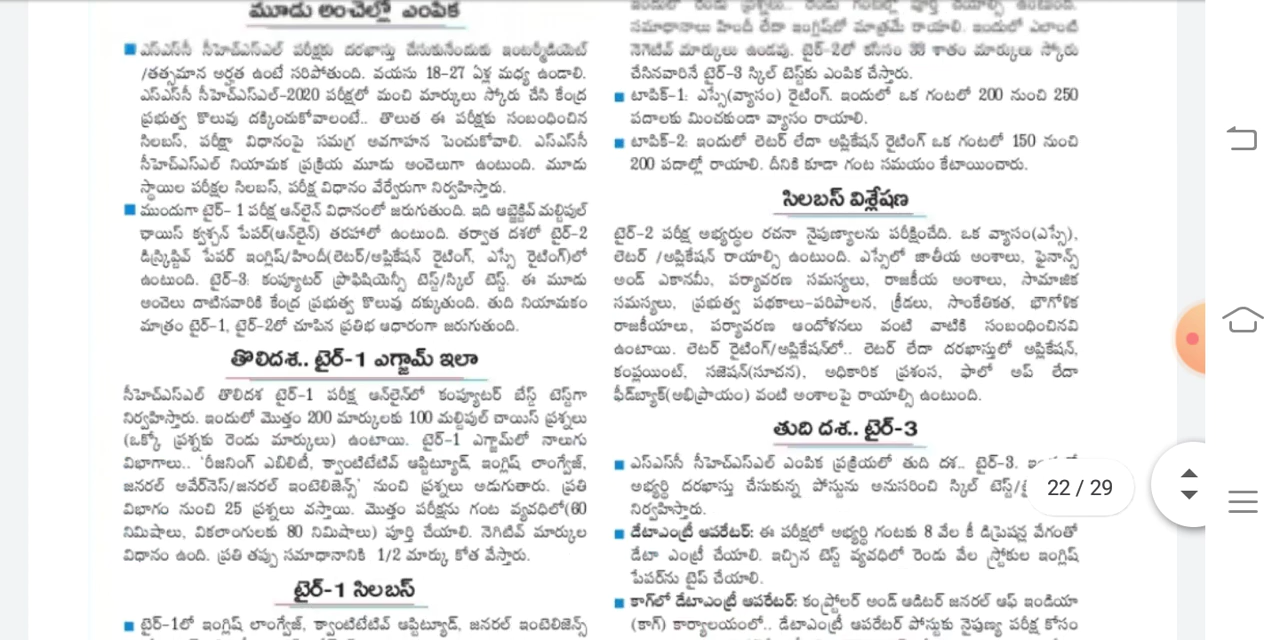 మూడు అంచెల్లో ఎంపిక
ఎస్ఎస్‌సీ సీహెచ్ఎస్ఎల్ పరీక్షకు దరఖాస్తు చేసుకునేందుకు ఇంటర్మీడియెట్
/తత్సమాన అర్హత ఉంటే సరిపోతుంది. వయసు 18-27 ఏళ్ల మధ్య ఉండాలి.
ఎస్ఎస్‌సీ సీహెచ్ఎస్ఎల్-2020 పరీక్షలో మంచి మార్కులు స్కోరు చేసి కేంద్ర
ప్రభుత్వ కొలువు దక్కించుకోవాలంటే.. తొలుత ఈ పరీక్షకు సంబంధించిన
సిలబస్, పరీక్షా విధానంపై సమగ్ర అవగాహన పెంచుకోవాలి. ఎస్ఎస్‌సీ
సీహెచ్ఎస్ఎల్ నియామక ప్రక్రియ మూడు అంచెలుగా ఉంటుంది. మూడు
స్థాయిల పరీక్షల సిలబస్, పరీక్ష విధానం వేర్వేరుగా నిర్వహిస్తారు.
ముందుగా టైర్- 1 పరీక్ష ఆన్‌లైన్ విధానంలో జరుగుతుంది. ఇది ఆబ్జెక్టివ్ మల్టిపుల్
ఛాయిస్ క్వశ్చన్ పేపర్(ఆన్‌లైన్) తరహాలో ఉంటుంది. తర్వాత దశలో టైర్-2
డిస్క్రిప్టివ్ పేపర్ ఇంగ్లిష్/హిందీ(లెటర్/అప్లికేషన్ రైటింగ్, ఎస్సే రైటింగ్)లో
ఉంటుంది. టైర్-3: కంప్యూటర్ ప్రొఫిషియెన్సీ టెస్ట్/స్కిల్ టెస్ట్. ఈ మూడు
అంచెలు దాటినవారికి కేంద్ర ప్రభుత్వ కొలువు దక్కుతుంది. తుది నియామకం
మాత్రం టైర్-1, టైర్-2లో చూపిన ప్రతిభ ఆధారంగా జరుగుతుంది.
తొలిదశ.. టైర్-1 ఎగ్జామ్ ఇలా
సీహెచ్ఎస్ఎల్ తొలిదశ టైర్-1 పరీక్ష ఆన్‌లైన్‌లో కంప్యూటర్ బేస్డ్ టెస్ట్‌గా
నిర్వహిస్తారు. ఇందులో మొత్తం 200 మార్కులకు 100 మల్టిపుల్ చాయిస్ ప్రశ్నలు
(ఒక్కో ప్రశ్నకు రెండు మార్కులు) ఉంటాయి. టైర్-1 ఎగ్జామ్‌లో నాలుగు
విభాగాలు.. 'రీజనింగ్ ఎబిలిటీ, క్వాంటిటేటివ్ ఆప్టిట్యూడ్, ఇంగ్లిష్ లాంగ్వేజ్,
జనరల్ అవేర్‌నెస్/జనరల్ ఇంటెలిజెన్స్' నుంచి ప్రశ్నలు అడుగుతారు. ప్రతి
విభాగం నుంచి 25 ప్రశ్నలు వస్తాయి. మొత్తం పరీక్షను గంట వ్యవధిలో(60
నిమిషాలు, వికలాంగులకు 80 నిమిషాలు) పూర్తి చేయాలి. నెగెటివ్ మార్కుల
విధానం ఉంది. ప్రతి తప్పు సమాధానానికి 1/2 మార్కు కోత వేస్తారు.
టైర్-1 సిలబస్
టైర్-1లో ఇంగ్లిష్ లాంగ్వేజ్, క్వాంటిటేటివ్ ఆప్టిట్యూడ్, జనరల్ ఇంటెలిజెన్స్
సమాధానాలు హిందీ లేదా ఇంగ్లిష్‌లో మాత్రమే రాయాలి. ఇందులో ఎలాంటి
నెగెటివ్ మార్కులు ఉండవు. టైర్-2లో కనీసం 33 శాతం మార్కులు స్కోరు
చేసినవారినే టైర్-3 స్కిల్ టెస్ట్‌కు ఎంపిక చేస్తారు.
టాపిక్-1: ఎస్సే(వ్యాసం) రైటింగ్. ఇందులో ఒక గంటలో 200 నుంచి 250
పదాలకు మించకుండా వ్యాసం రాయాలి.
టాపిక్-2: ఇందులో లెటర్ లేదా అప్లికేషన్ రైటింగ్ ఒక గంటలో 150 నుంచి
200 పదాల్లో రాయాలి. దీనికి కూడా గంట సమయం కేటాయించారు.
సిలబస్ విశ్లేషణ
టైర్-2 పరీక్ష అభ్యర్థుల రచనా నైపుణ్యాలను పరీక్షించేది. ఒక వ్యాసం(ఎస్సే),
లెటర్ /అప్లికేషన్ రాయాల్సి ఉంటుంది. ఎస్సేలో జాతీయ అంశాలు, ఫైనాన్స్
అండ్ ఎకానమీ, పర్యావరణ సమస్యలు, రాజకీయ అంశాలు, సామాజిక
సమస్యలు, ప్రభుత్వ పథకాలు-పరిపాలన, క్రీడలు, సాంకేతికత, భౌగోళిక
రాజకీయాలు, పర్యావరణ ఆందోళనలు వంటి వాటికి సంబంధించినవి
ఉంటాయి. లెటర్ రైటింగ్/అప్లికేషన్‌లో.. లెటర్ లేదా దరఖాస్తులో అప్లికేషన్,
కంప్లయింట్, సజెషన్(సూచన), అధికారిక ప్రశంస, ఫాలో అప్ లేదా
ఫీడ్‌బ్యాక్(అభిప్రాయం) వంటి అంశాలపై రాయాల్సి ఉంటుంది.
తుది దశ.. టైర్-3
ఎస్ఎస్‌సీ సీహెచ్ఎస్ఎల్ ఎంపిక ప్రక్రియలో తుది దశ.. టైర్-3.
అభ్యర్థి దరఖాస్తు చేసుకున్న పోస్టును అనుసరించి స్కిల్ టెస్ట్/
నిర్వహిస్తారు.
22 / 29
డేటాఎంట్రీ ఆపరేటర్: ఈ పరీక్షలో అభ్యర్థి గంటకు 8 వేల కీ డిప్రెషన్ల వేగంతో
డేటా ఎంట్రీ చేయాలి. ఇచ్చిన టెస్ట్ వ్యవధిలో రెండు వేల స్ట్రోకుల ఇంగ్లిష్
పేపర్‌ను టైప్ చేయాలి.
కాగ్‌లో డేటాఎంట్రీ ఆపరేటర్: కంప్ట్రోలర్ అండ్ ఆడిటర్ జనరల్ ఆఫ్ ఇండియా
(కాగ్) కార్యాలయంలో.. డేటాఎంట్రీ ఆపరేటర్ పోస్టుకు నైపుణ్య పరీక్ష కోసం